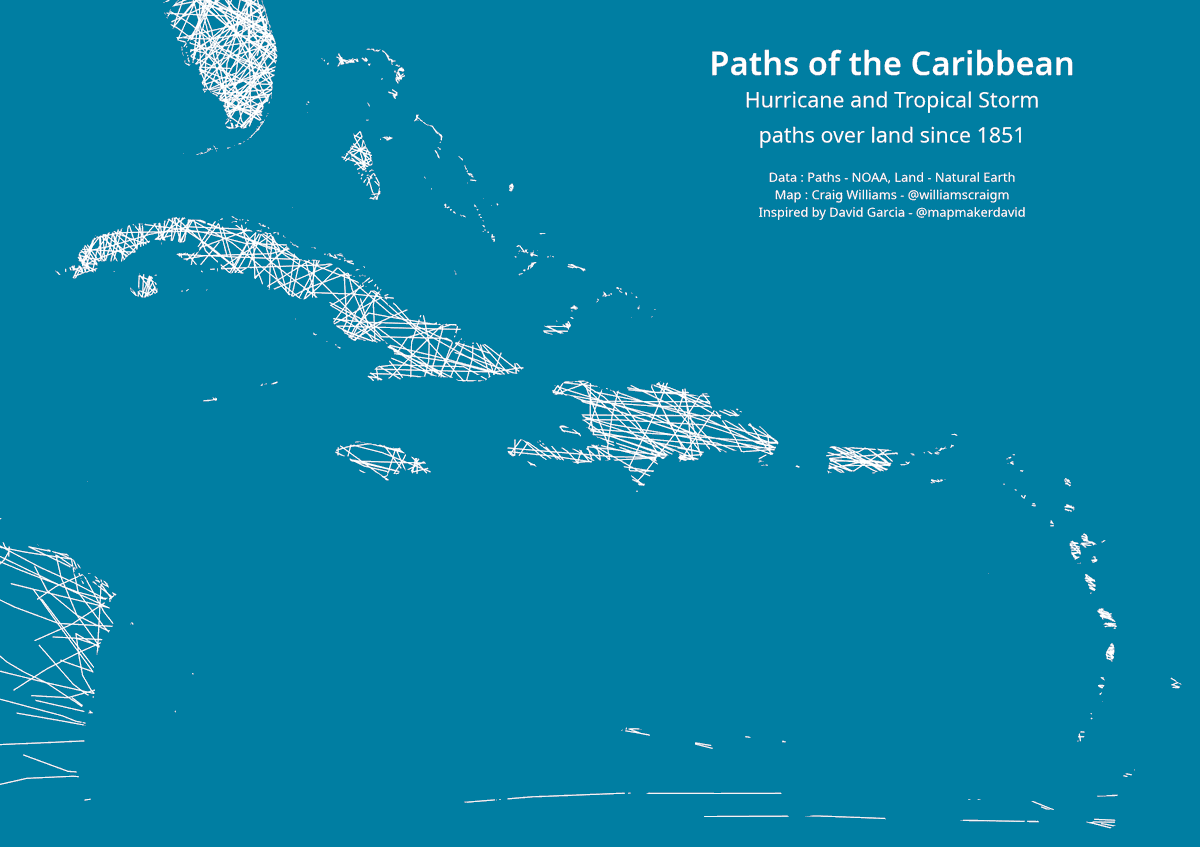 Paths of the Caribbean
Hurricane and Tropical Storm
paths over land since 1851
Data : Paths - NOAA, Land - Natural Earth
Map : Craig Williams - @williamscraigm
Inspired by David Garcia - @mapmakerdavid